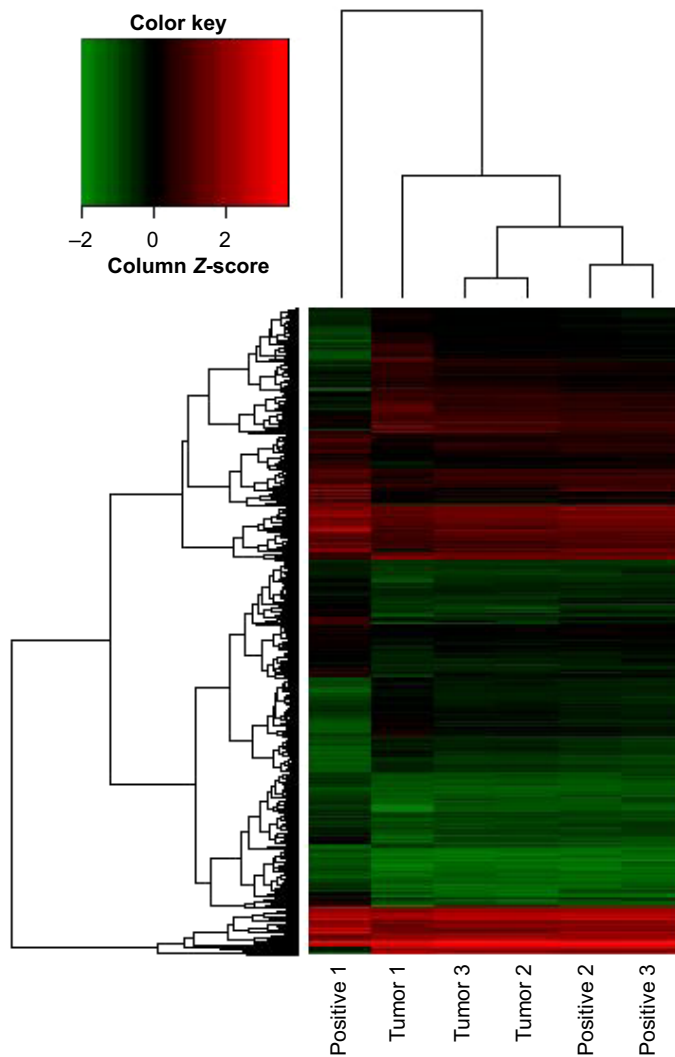 Color key
–2 0 2
Column Z-score
Positive 1
Tumor 1
Tumor 3
Tumor 2
Positive 2
Positive 3